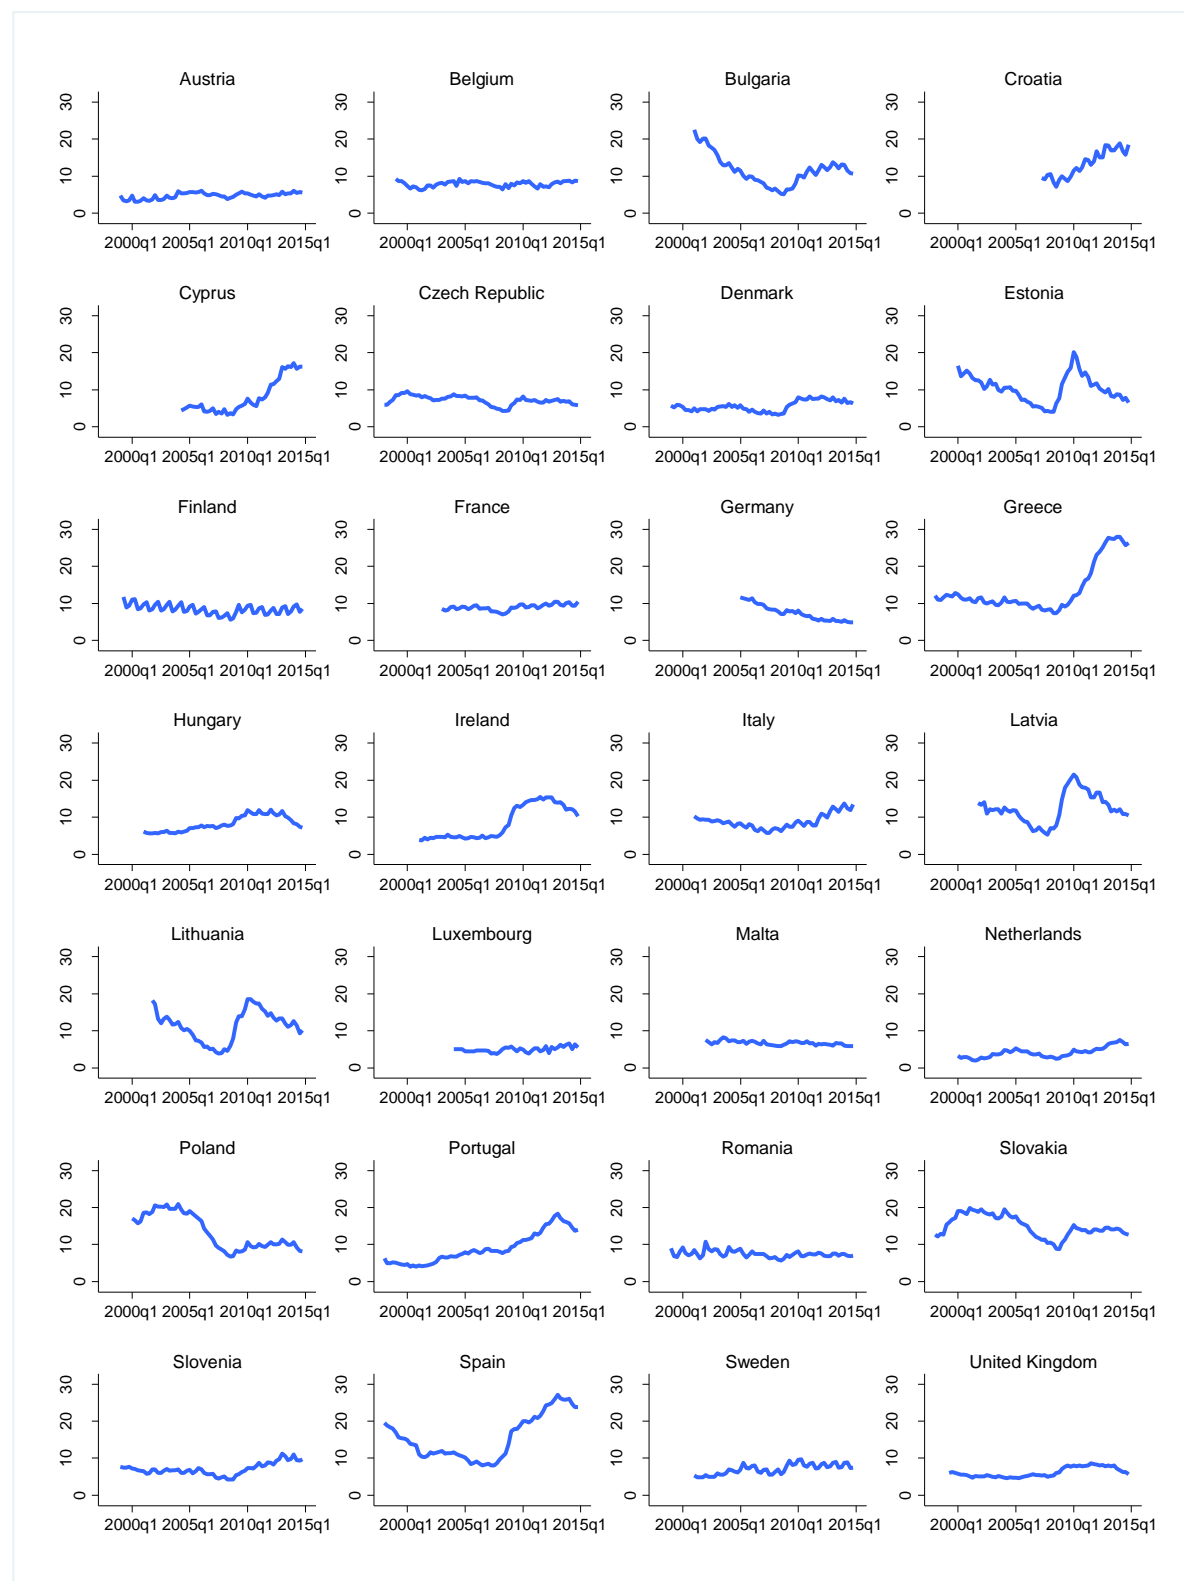 Austria Belgium Bulgaria Croatia
30 30 30 30
20 20 20 20
10 10 10 10
0 0 0 0
2000q1 2005q1 2010q1 2015q1 2000q1 2005q1 2010q1 2015q1 2000q1 2005q1 2010q1 2015q1 2000q1 2005q1 2010q1 2015q1
Cyprus Czech Republic Denmark Estonia
30 30 30 30
20 20 20 20
10 10 10 10
0 0 0 0
2000q1 2005q1 2010q1 2015q1 2000q1 2005q1 2010q1 2015q1 2000q1 2005q1 2010q1 2015q1 2000q1 2005q1 2010q1 2015q1
Finland France Germany Greece
30 30 30 30
20 20 20 20
10 10 10 10
0 0 0 0
2000q1 2005q1 2010q1 2015q1 2000q1 2005q1 2010q1 2015q1 2000q1 2005q1 2010q1 2015q1 2000q1 2005q1 2010q1 2015q1
Hungary Ireland Italy Latvia
30 30 30 30
20 20 20 20
10 10 10 10
0 0 0 0
2000q1 2005q1 2010q1 2015q1 2000q1 2005q1 2010q1 2015q1 2000q1 2005q1 2010q1 2015q1 2000q1 2005q1 2010q1 2015q1
Lithuania Luxembourg Malta Netherlands
30 30 30 30
20 20 20 20
10 10 10 10
0 0 0 0
2000q1 2005q1 2010q1 2015q1 2000q1 2005q1 2010q1 2015q1 2000q1 2005q1 2010q1 2015q1 2000q1 2005q1 2010q1 2015q1
Poland Portugal Romania Slovakia
30 30 30 30
20 20 20 20
10 10 10 10
0 0 0 0
2000q1 2005q1 2010q1 2015q1 2000q1 2005q1 2010q1 2015q1 2000q1 2005q1 2010q1 2015q1 2000q1 2005q1 2010q1 2015q1
Slovenia Spain Sweden United Kingdom
30 30 30 30
20 20 20 20
10 10 10 10
0 0 0 0
2000q1 2005q1 2010q1 2015q1 2000q1 2005q1 2010q1 2015q1 2000q1 2005q1 2010q1 2015q1 2000q1 2005q1 2010q1 2015q1